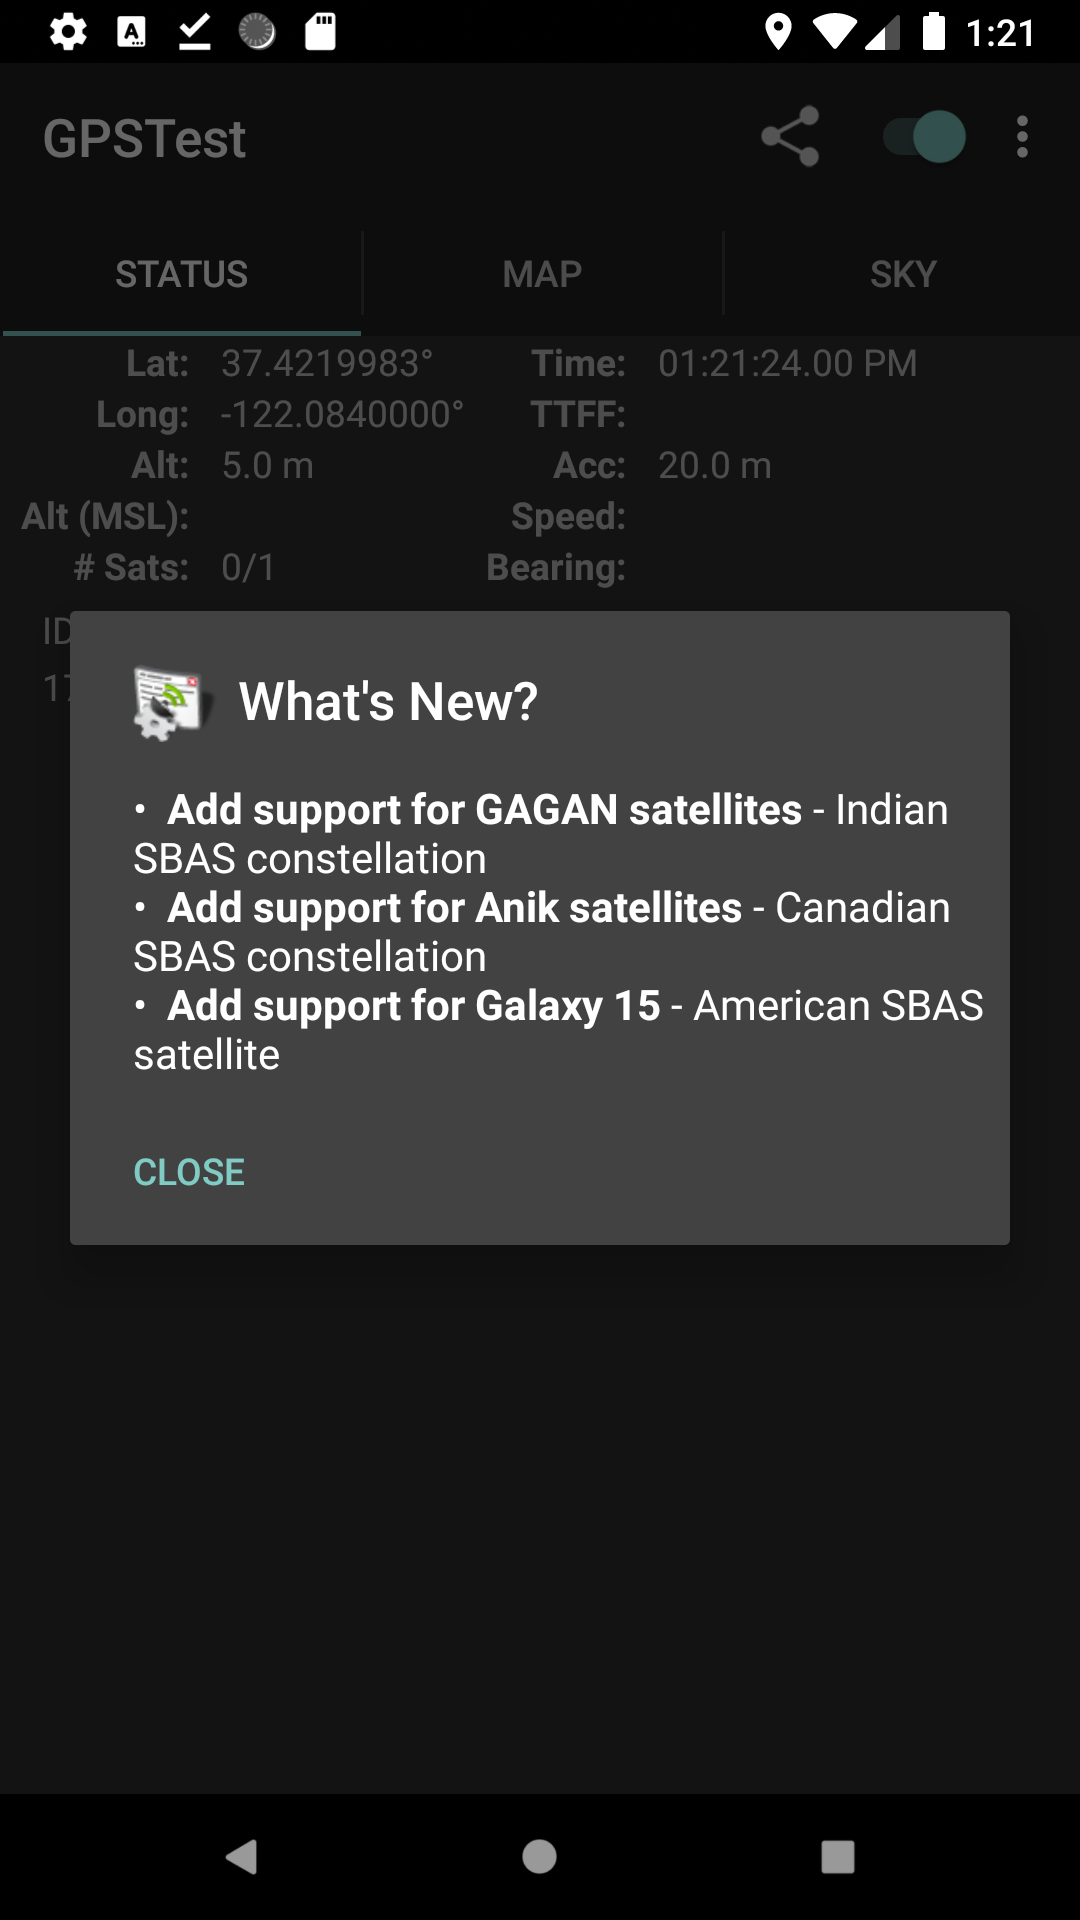 1:21
GPSTest
STATUS MAP SKY
Lat: 37.4219983° Time: 01:21:24.00 PM
Long: -122.0840000° TTFF:
Alt: 5.0 m Acc: 20.0 m
Alt (MSL): Speed:
# Sats: 0/1 Bearing:
ID
17
What's New?
• Add support for GAGAN satellites - Indian
SBAS constellation
• Add support for Anik satellites - Canadian
SBAS constellation
• Add support for Galaxy 15 - American SBAS
satellite
CLOSE